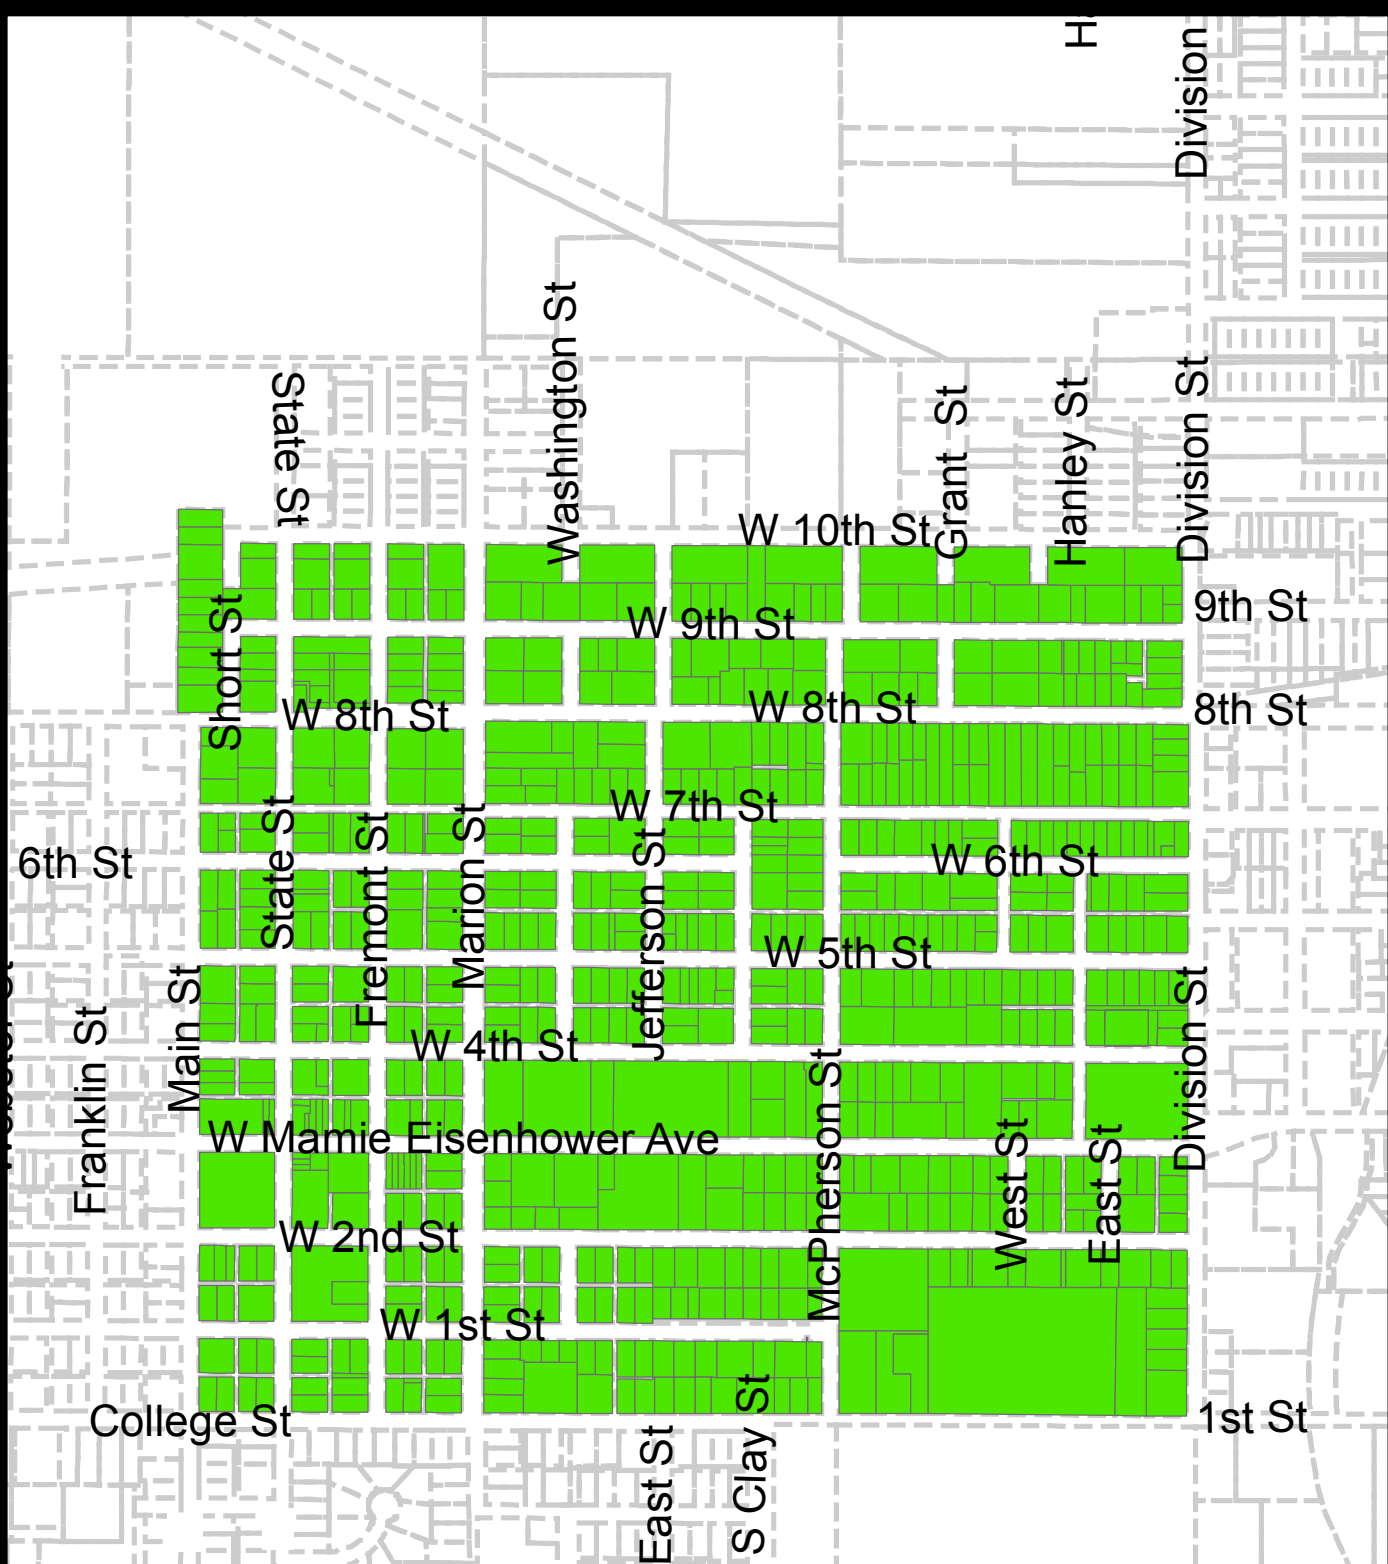 Division
Washington St
State St
Grant St
Hanley St
Division St
W 10th St
Short St
W 9th St
9th St
W 8th St
W 8th St
8th St
State St
Fremont St
Marion St
W 7th St
Jefferson St
6th St
W 6th St
W 5th St
Main St
Franklin St
W 4th St
McPherson St
Division St
W Mamie Eisenhower Ave
West St
East St
W 2nd St
W 1st St
College St
S Clay St
East St
1st St